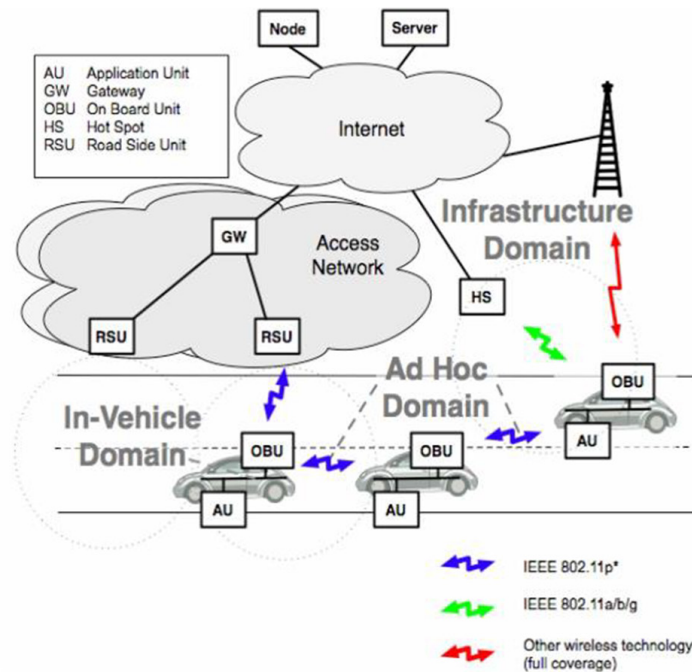 Node
Server
AU Application Unit
GW Gateway
OBU On Board Unit
HS Hot Spot
RSU Road Side Unit
Internet
Infrastructure
Domain
GW
Access
Network
HS
RSU
RSU
Ad Hoc
Domain
OBU
In-Vehicle
Domain
OBU
OBU
AU
AU
AU
IEEE 802.11p*
IEEE 802.11a/b/g
Other wireless technology
(full coverage)